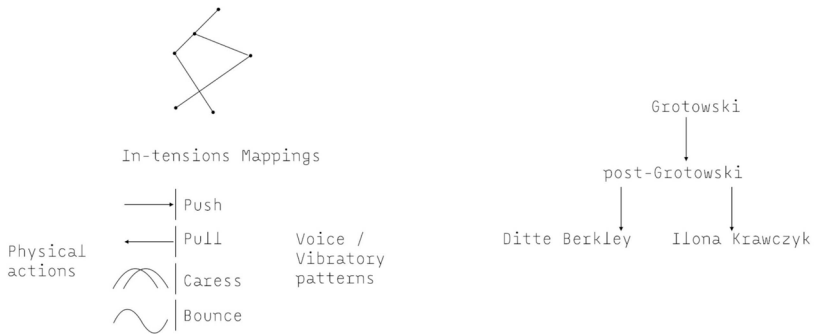 In-tensions Mappings
Physical
actions
Push
Pull
Caress
Bounce
Voice /
Vibratory
patterns
Grotowski
post-Grotowski
Ditte Berkley
Ilona Krawczyk